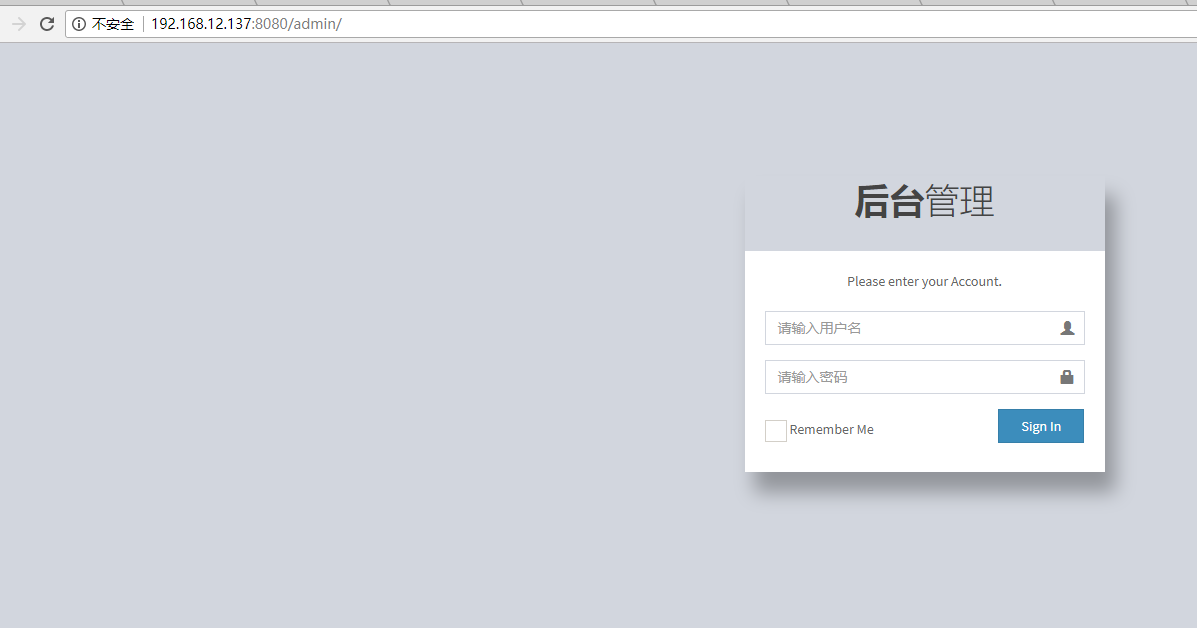 不安全 192.168.12.137:8080/admin/
后台管理
Please enter your Account.
请输入用户名
请输入密码
Remember Me
Sign In